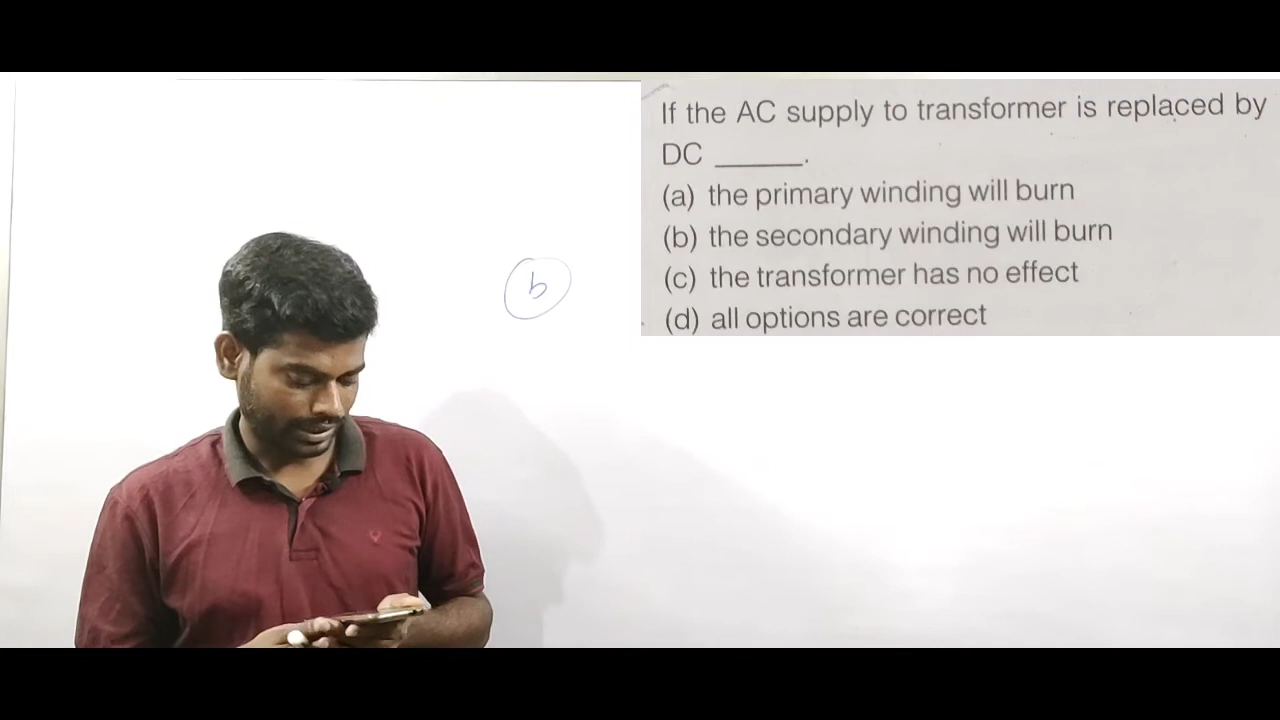 b
If the AC supply to transformer is replaced by
DC ______.
(a) the primary winding will burn
(b) the secondary winding will burn
(c) the transformer has no effect
(d) all options are correct